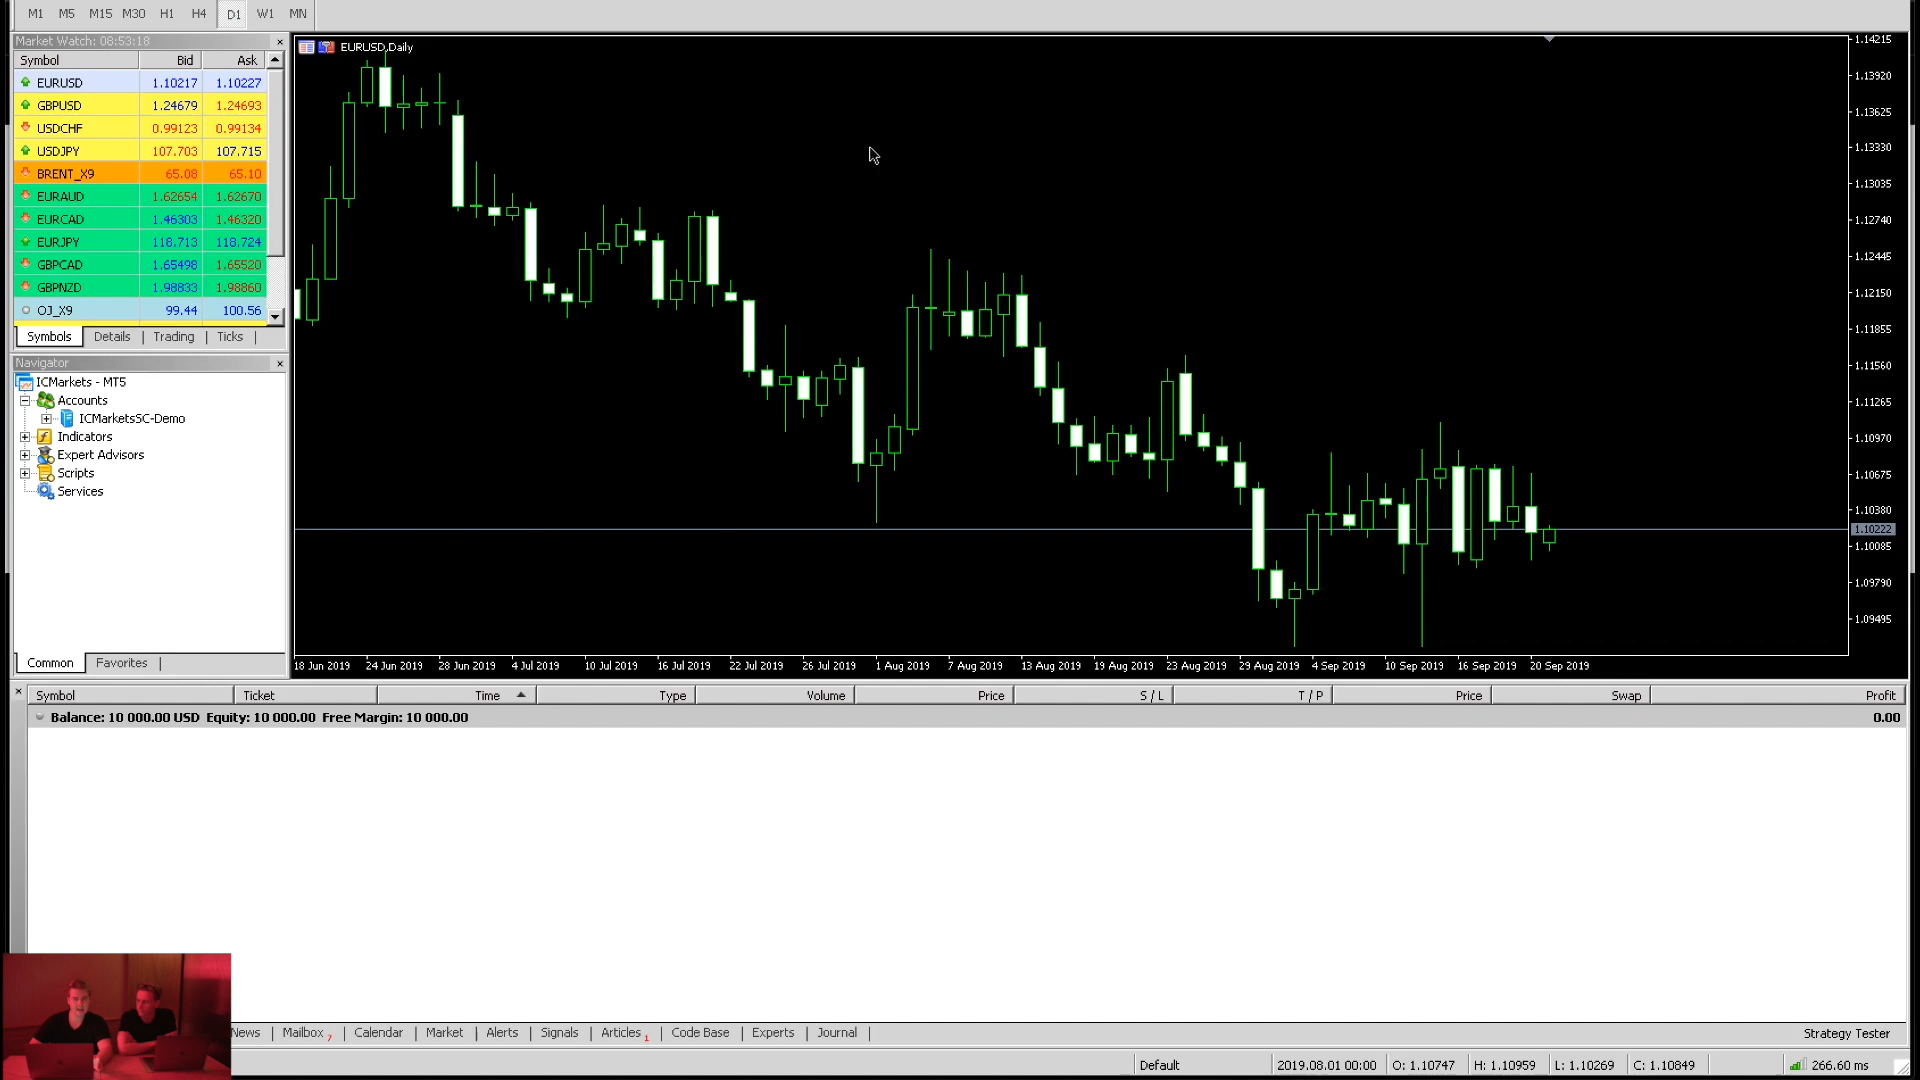 M1 M5 M15 M30 H1 H4 D1 W1 MN
Market Watch: 08:53:18
Symbol Bid Ask
EURUSD 1.10217 1.10227
GBPUSD 1.24679 1.24693
USDCHF 0.99123 0.99134
USDJPY 107.703 107.715
BRENT_X9 65.08 65.10
EURAUD 1.62654 1.62670
EURCAD 1.46303 1.46320
EURJPY 118.713 118.724
GBPCAD 1.65498 1.65520
GBPNZD 1.98833 1.98860
OJ_X9 99.44 100.56
Symbols | Details | Trading | Ticks |
Navigator
ICMarkets - MT5
Accounts
ICMarketsSC-Demo
Indicators
Expert Advisors
Scripts
Services
Common | Favorites |
EURUSD,Daily
1.14215
1.13920
1.13625
1.13330
1.13035
1.12740
1.12445
1.12150
1.11855
1.11560
1.11265
1.10970
1.10675
1.10380
1.10222
1.10085
1.09790
1.09495
18 Jun 2019 24 Jun 2019 28 Jun 2019 4 Jul 2019 10 Jul 2019 16 Jul 2019 22 Jul 2019 26 Jul 2019 1 Aug 2019 7 Aug 2019 13 Aug 2019 19 Aug 2019 23 Aug 2019 29 Aug 2019 4 Sep 2019 10 Sep 2019 16 Sep 2019 20 Sep 2019
Symbol Ticket Time Type Volume Price S / L T / P Price Swap Profit
Balance: 10 000.00 USD Equity: 10 000.00 Free Margin: 10 000.00 0.00
News | Mailbox 7 | Calendar | Market | Alerts | Signals | Articles 1 | Code Base | Experts | Journal | Strategy Tester
Default 2019.08.01 00:00 O: 1.10747 H: 1.10959 L: 1.10269 C: 1.10849 266.60 ms